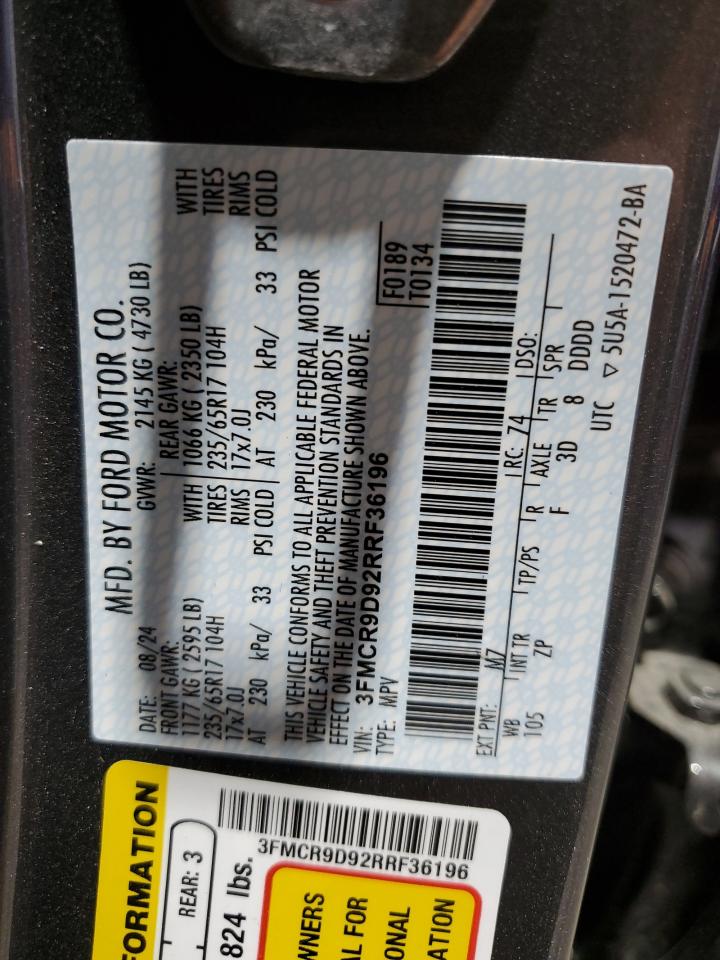 MFD. BY FORD MOTOR CO.
DATE: 08/24 GVWR: 2145 KG ( 4730 LB)
FRONT GAWR: REAR GAWR:
1177 KG ( 2595 LB) WITH 1066 KG ( 2350 LB) WITH
235/65R17 104H TIRES 235/65R17 104H TIRES
17x7.0J RIMS 17x7.0J RIMS
AT 230 kPa/ 33 PSI COLD AT 230 kPa/ 33 PSI COLD
THIS VEHICLE CONFORMS TO ALL APPLICABLE FEDERAL MOTOR
VEHICLE SAFETY AND THEFT PREVENTION STANDARDS IN
EFFECT ON THE DATE OF MANUFACTURE SHOWN ABOVE.
VIN: 3FMCR9D92RRF36196 F0189
TYPE: MPV T0134
EXT PNT: M7 RC: 74 DSO:
WB INT TR TP/PS R AXLE TR SPR
105 ZP F 3D 8 DDDD
UTC ▽ 5U5A-1520472-BA
FORMATION
REAR: 3
824 lbs.
3FMCR9D92RRF36196
WNERS
AL FOR
ONAL
ATION